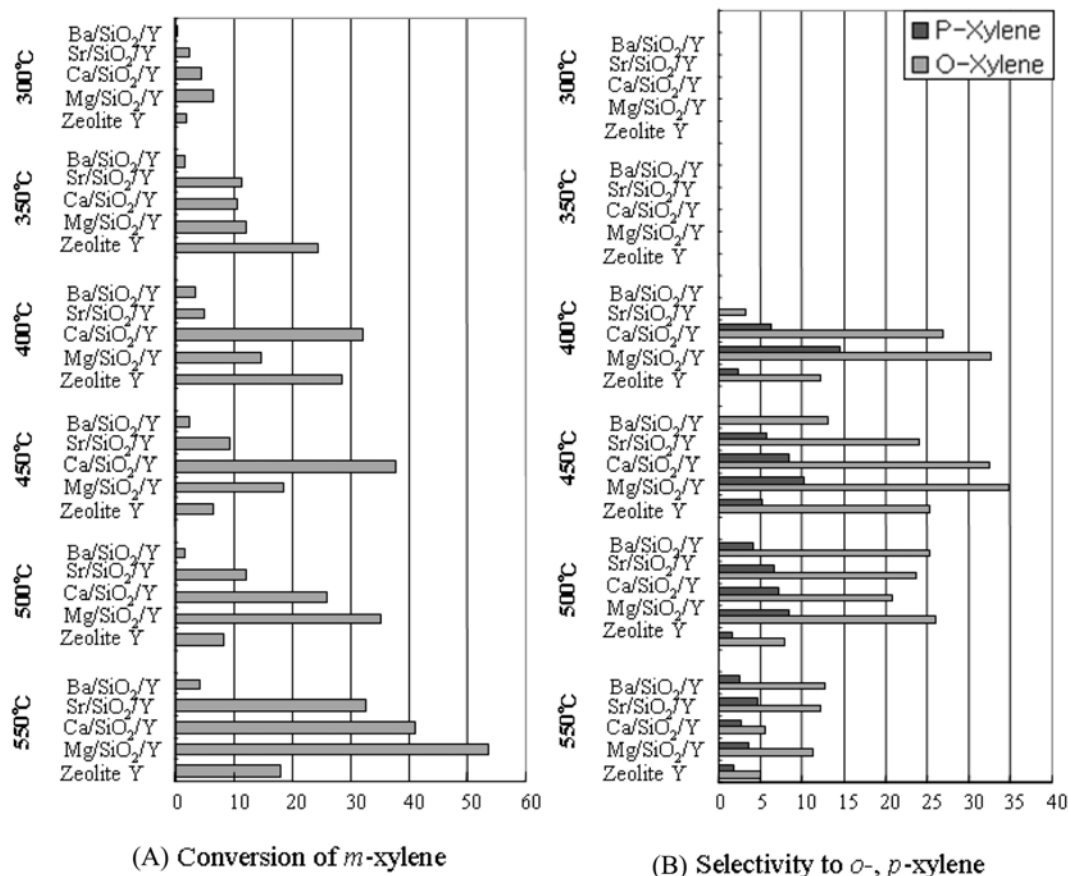 300°C
Ba/SiO₂/Y
Sr/SiO₂/Y
Ca/SiO₂/Y
Mg/SiO₂/Y
Zeolite Y
350°C
Ba/SiO₂/Y
Sr/SiO₂/Y
Ca/SiO₂/Y
Mg/SiO₂/Y
Zeolite Y
400°C
Ba/SiO₂/Y
Sr/SiO₂/Y
Ca/SiO₂/Y
Mg/SiO₂/Y
Zeolite Y
450°C
Ba/SiO₂/Y
Sr/SiO₂/Y
Ca/SiO₂/Y
Mg/SiO₂/Y
Zeolite Y
500°C
Ba/SiO₂/Y
Sr/SiO₂/Y
Ca/SiO₂/Y
Mg/SiO₂/Y
Zeolite Y
550°C
Ba/SiO₂/Y
Sr/SiO₂/Y
Ca/SiO₂/Y
Mg/SiO₂/Y
Zeolite Y
0 10 20 30 40 50 60
(A) Conversion of m-xylene
P-Xylene
O-Xylene
300°C
Ba/SiO₂/Y
Sr/SiO₂/Y
Ca/SiO₂/Y
Mg/SiO₂/Y
Zeolite Y
350°C
Ba/SiO₂/Y
Sr/SiO₂/Y
Ca/SiO₂/Y
Mg/SiO₂/Y
Zeolite Y
400°C
Ba/SiO₂/Y
Sr/SiO₂/Y
Ca/SiO₂/Y
Mg/SiO₂/Y
Zeolite Y
450°C
Ba/SiO₂/Y
Sr/SiO₂/Y
Ca/SiO₂/Y
Mg/SiO₂/Y
Zeolite Y
500°C
Ba/SiO₂/Y
Sr/SiO₂/Y
Ca/SiO₂/Y
Mg/SiO₂/Y
Zeolite Y
550°C
Ba/SiO₂/Y
Sr/SiO₂/Y
Ca/SiO₂/Y
Mg/SiO₂/Y
Zeolite Y
0 5 10 15 20 25 30 35 40
(B) Selectivity to o-, p-xylene